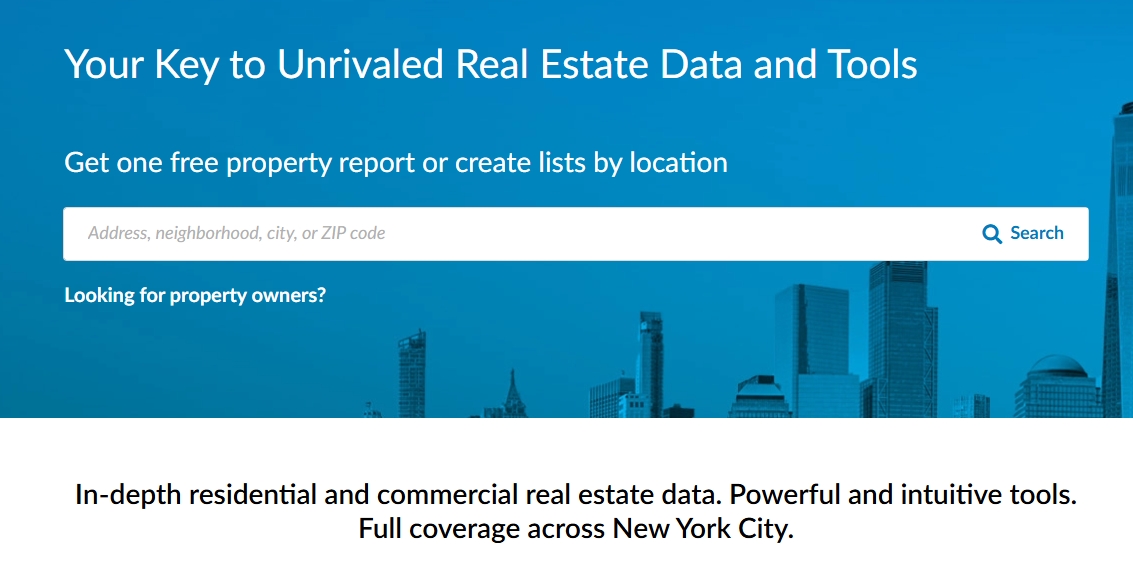 Your Key to Unrivaled Real Estate Data and Tools
Get one free property report or create lists by location
Address, neighborhood, city, or ZIP code
Search
Looking for property owners?
In-depth residential and commercial real estate data. Powerful and intuitive tools.
Full coverage across New York City.